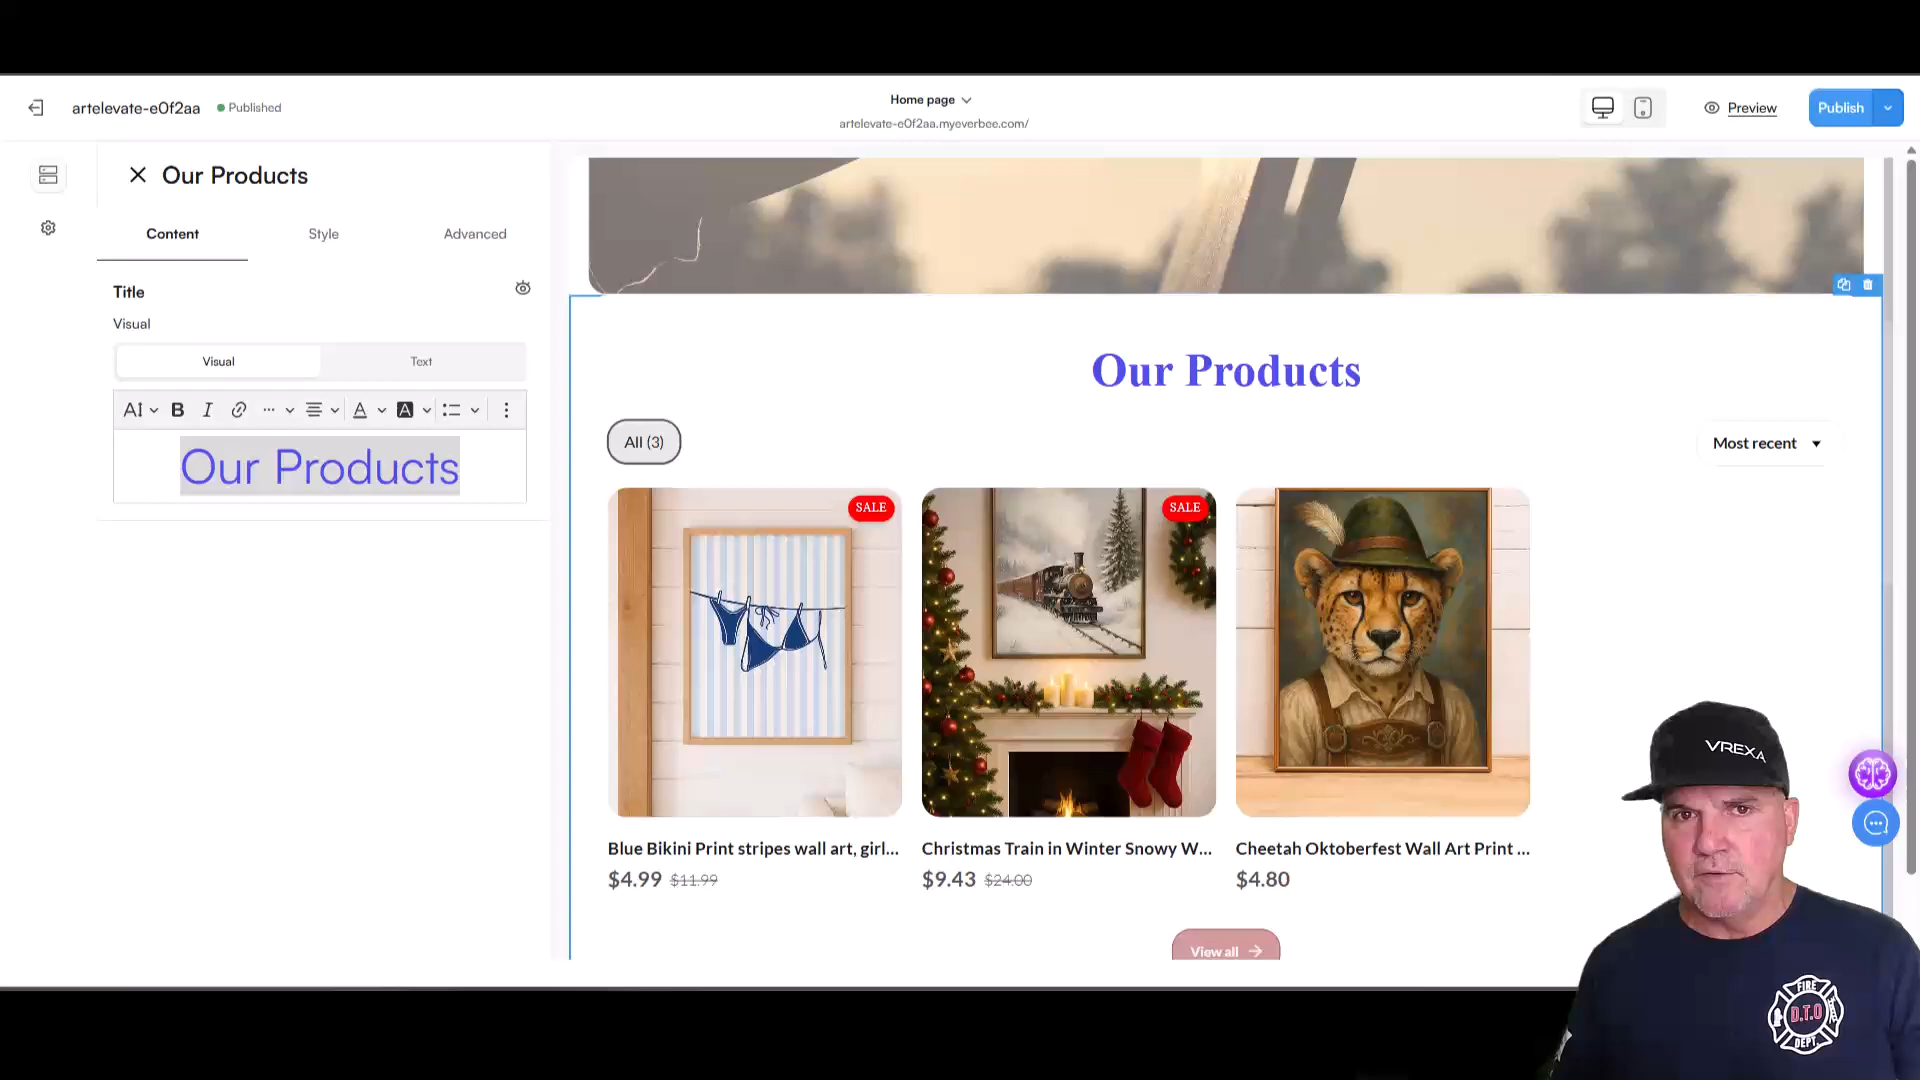 artelevate-e0f2aa
Published
Home page
artelevate-e0f2aa.myeverbee.com/
Preview
Publish
Our Products
Content
Style
Advanced
Title
Visual
Visual
Text
B
I
A
A
Our Products
Our Products
All (3)
Most recent
SALE
SALE
Blue Bikini Print stripes wall art, girl...
Christmas Train in Winter Snowy W...
Cheetah Oktoberfest Wall Art Print ...
$4.99 $11.99
$9.43 $24.00
$4.80
View all
VREXA
FIRE
D.T.O
DEPT.